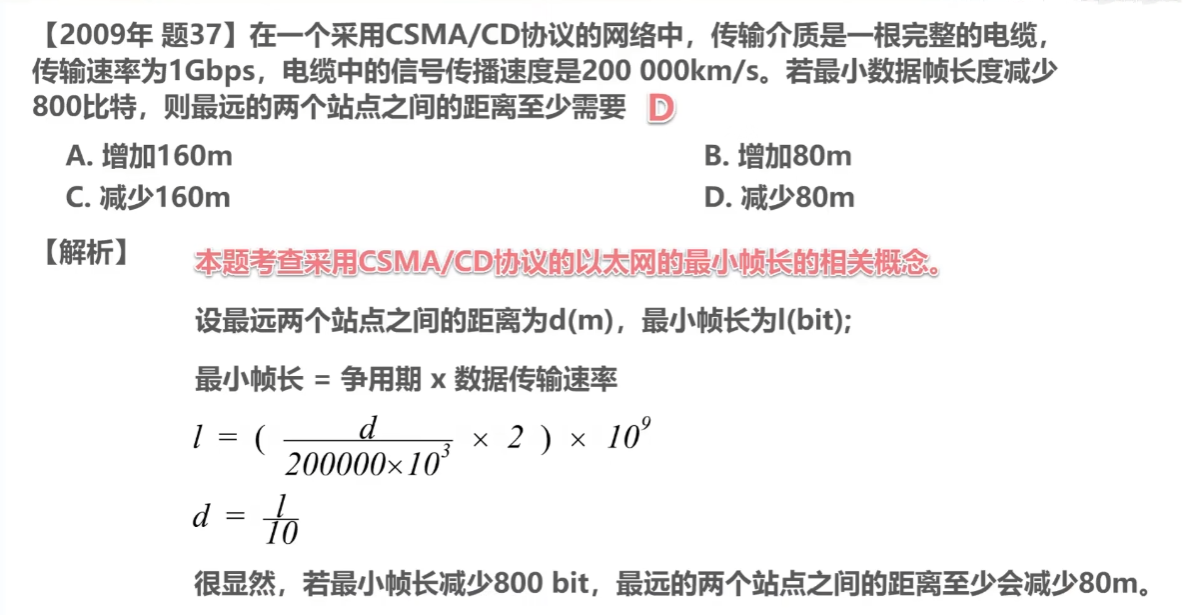 【2009年 题37】在一个采用CSMA/CD协议的网络中，传输介质是一根完整的电缆，
传输速率为1Gbps，电缆中的信号传播速度是200 000km/s。若最小数据帧长度减少
800比特，则最远的两个站点之间的距离至少需要 D
A. 增加160m B. 增加80m
C. 减少160m D. 减少80m
【解析】 本题考查采用CSMA/CD协议的以太网的最小帧长的相关概念。
设最远两个站点之间的距离为d(m)，最小帧长为l(bit);
最小帧长 = 争用期 x 数据传输速率
l = ( d / 200000×10³ × 2 ) × 10⁹
d = l / 10
很显然，若最小帧长减少800 bit，最远的两个站点之间的距离至少会减少80m。